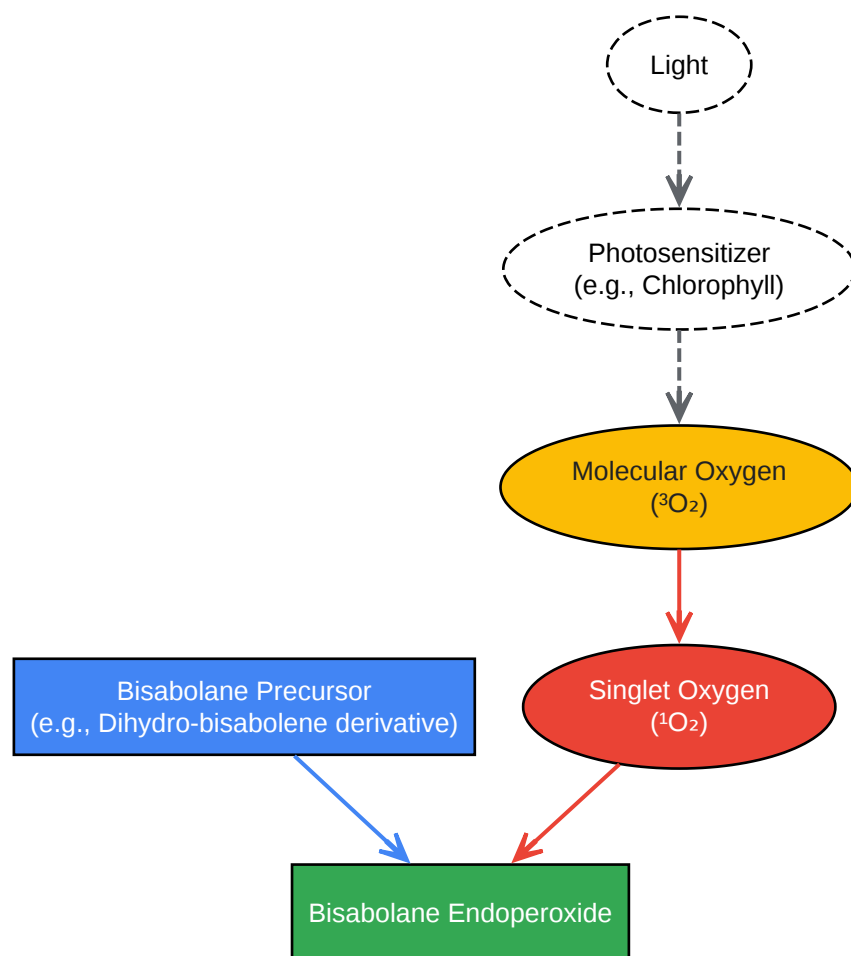 Light
Photosensitizer
(e.g., Chlorophyll)
Molecular Oxygen
(³O₂)
Bisabolane Precursor
(e.g., Dihydro-bisabolene derivative)
Singlet Oxygen
(¹O₂)
Bisabolane Endoperoxide